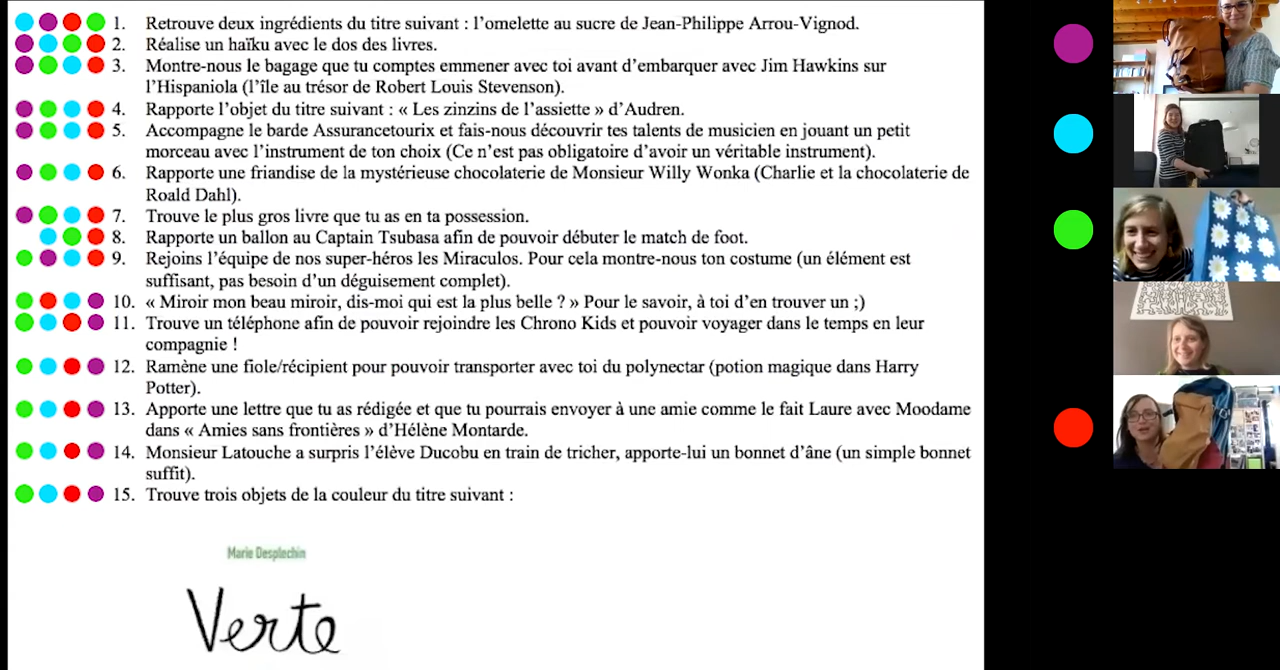 1. Retrouve deux ingrédients du titre suivant : l’omelette au sucre de Jean-Philippe Arrou-Vignod.
2. Réalise un haïku avec le dos des livres.
3. Montre-nous le bagage que tu comptes emmener avec toi avant d’embarquer avec Jim Hawkins sur
l’Hispaniola (l’île au trésor de Robert Louis Stevenson).
4. Rapporte l’objet du titre suivant : « Les zinzins de l’assiette » d’Audren.
5. Accompagne le barde Assurancetourix et fais-nous découvrir tes talents de musicien en jouant un petit
morceau avec l’instrument de ton choix (Ce n’est pas obligatoire d’avoir un véritable instrument).
6. Rapporte une friandise de la mystérieuse chocolaterie de Monsieur Willy Wonka (Charlie et la chocolaterie de
Roald Dahl).
7. Trouve le plus gros livre que tu as en ta possession.
8. Rapporte un ballon au Captain Tsubasa afin de pouvoir débuter le match de foot.
9. Rejoins l’équipe de nos super-héros les Miraculos. Pour cela montre-nous ton costume (un élément est
suffisant, pas besoin d’un déguisement complet).
10. « Miroir mon beau miroir, dis-moi qui est la plus belle ? » Pour le savoir, à toi d’en trouver un ;)
11. Trouve un téléphone afin de pouvoir rejoindre les Chrono Kids et pouvoir voyager dans le temps en leur
compagnie !
12. Ramène une fiole/récipient pour pouvoir transporter avec toi du polynectar (potion magique dans Harry
Potter).
13. Apporte une lettre que tu as rédigée et que tu pourrais envoyer à une amie comme le fait Laure avec Moodame
dans « Amies sans frontières » d’Hélène Montarde.
14. Monsieur Latouche a surpris l’élève Ducobu en train de tricher, apporte-lui un bonnet d’âne (un simple bonnet
suffit).
15. Trouve trois objets de la couleur du titre suivant :
Marie Desplechin
Verte